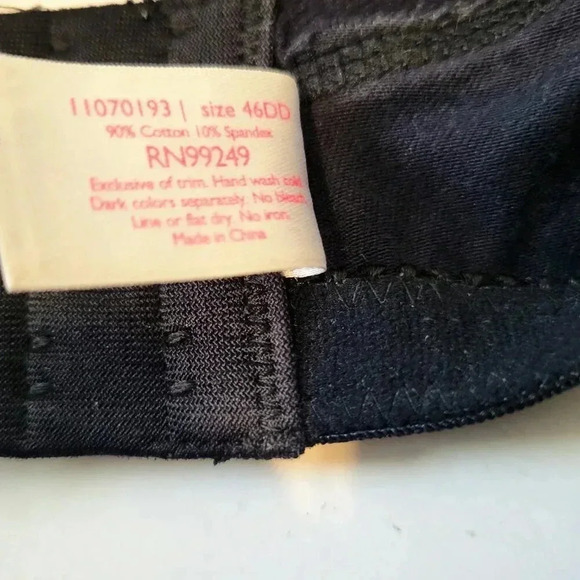 11070193 | size 46DD
90% Cotton 10% Spandex
RN99249
Exclusive of trim. Hand wash cold.
Dark colors separately. No bleach.
Line or flat dry. No iron.
Made in China